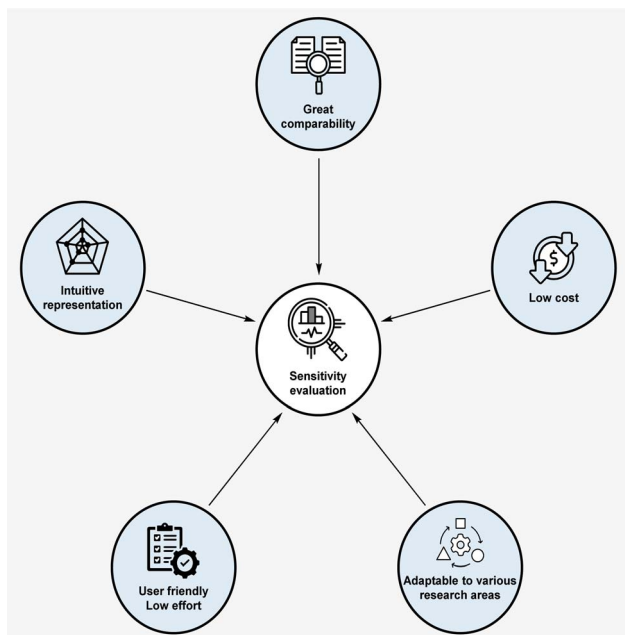 Great
comparability
Intuitive
representation
$
Low cost
Sensitivity
evaluation
User friendly
Low effort
Adaptable to various
research areas